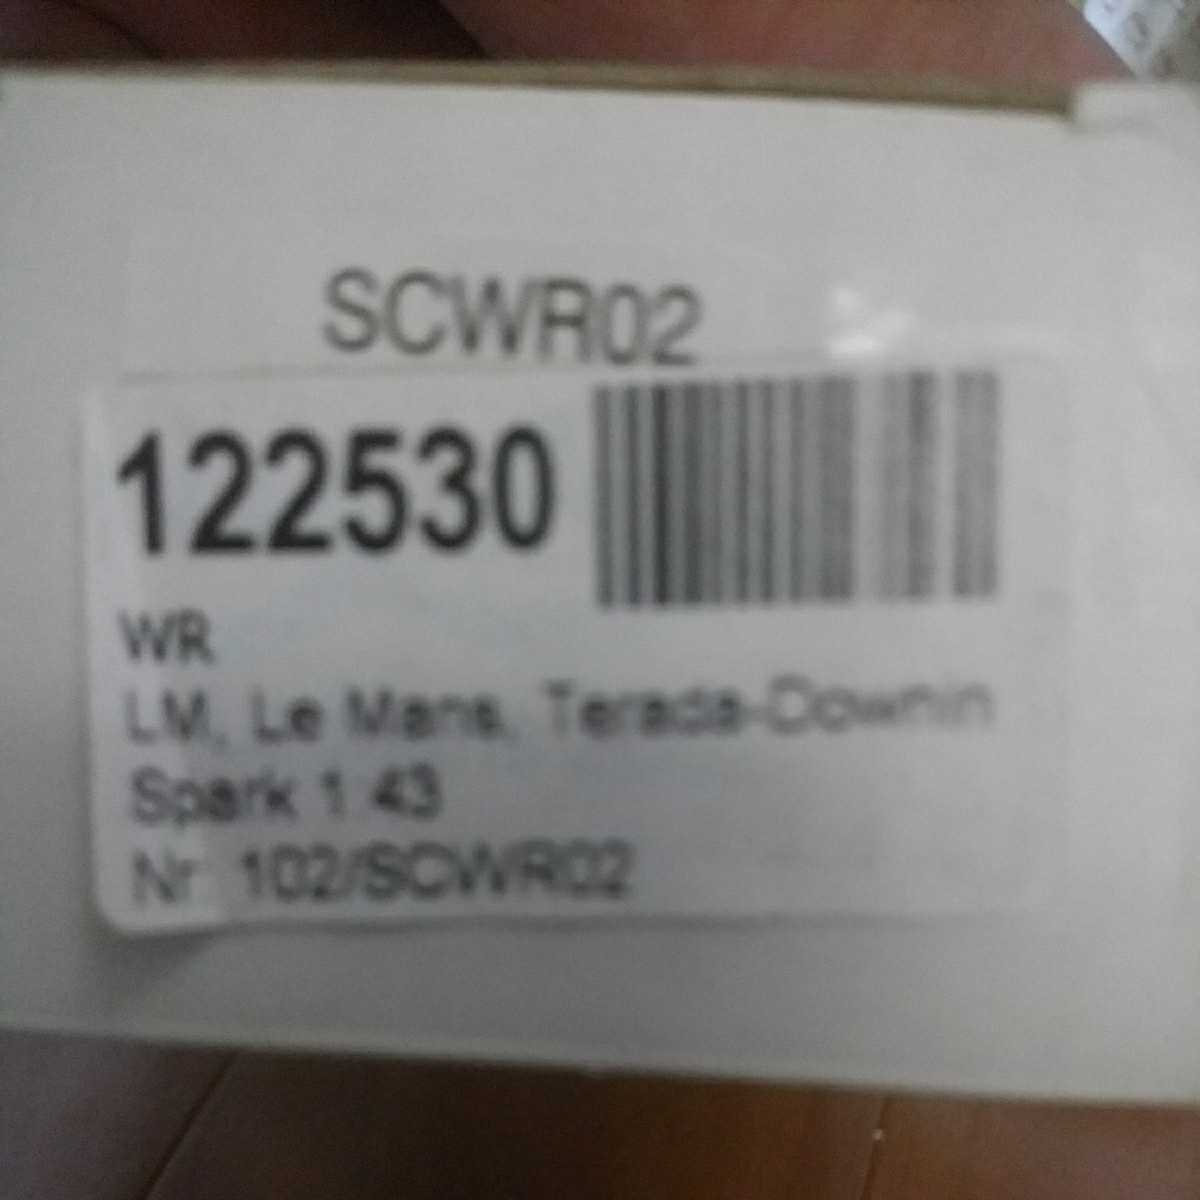 SCWR02
122530
WR
LM, Le Mans, Terada-Downin
Spark 1:43
Nr. 102/SCWR02